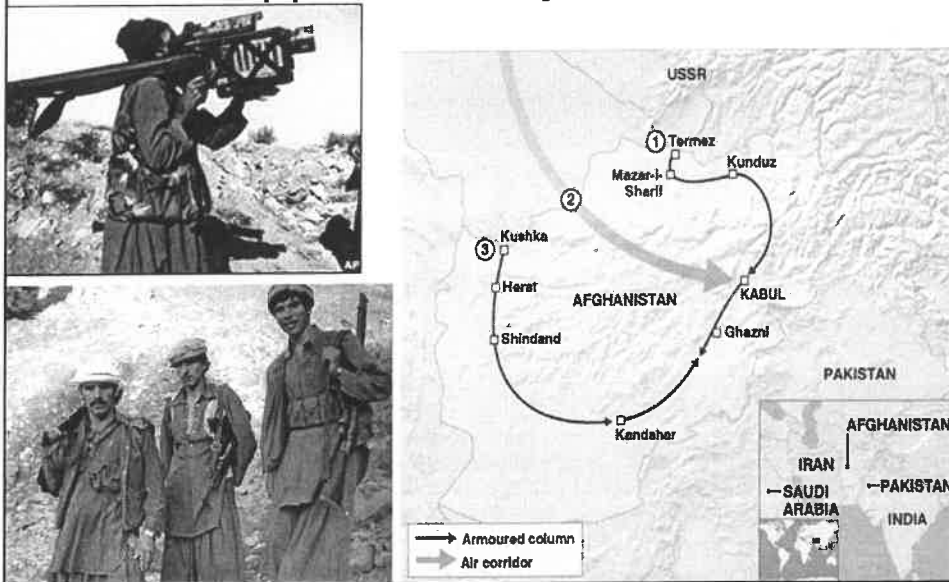 AP
USSR
1
Termez
Mazar-i-
Sharif
Kunduz
2
3
Kushka
Herat
AFGHANISTAN
KABUL
Shindand
Ghazni
PAKISTAN
Kandahar
Armoured column
Air corridor
AFGHANISTAN
IRAN
PAKISTAN
SAUDI
ARABIA
INDIA